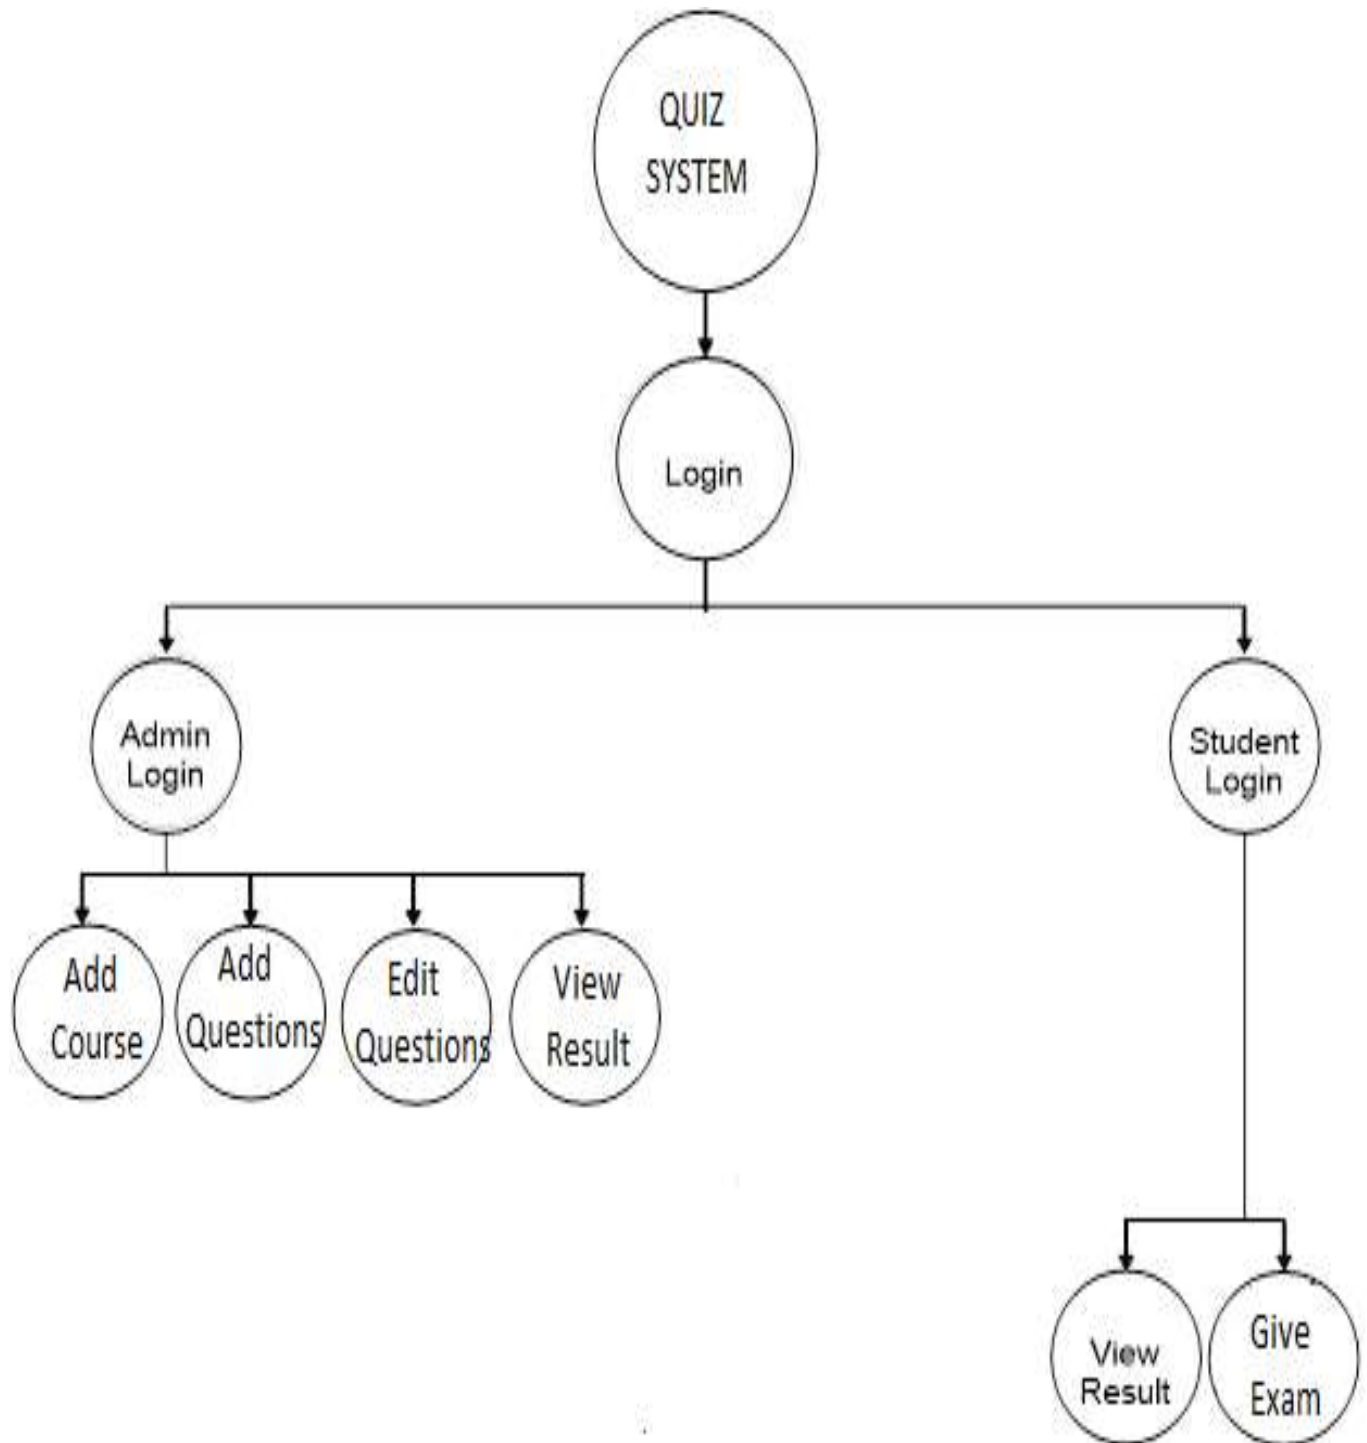 QUIZ
SYSTEM
Login
Admin
Login
Student
Login
Add
Course
Add
Questions
Edit
Questions
View
Result
View
Result
Give
Exam